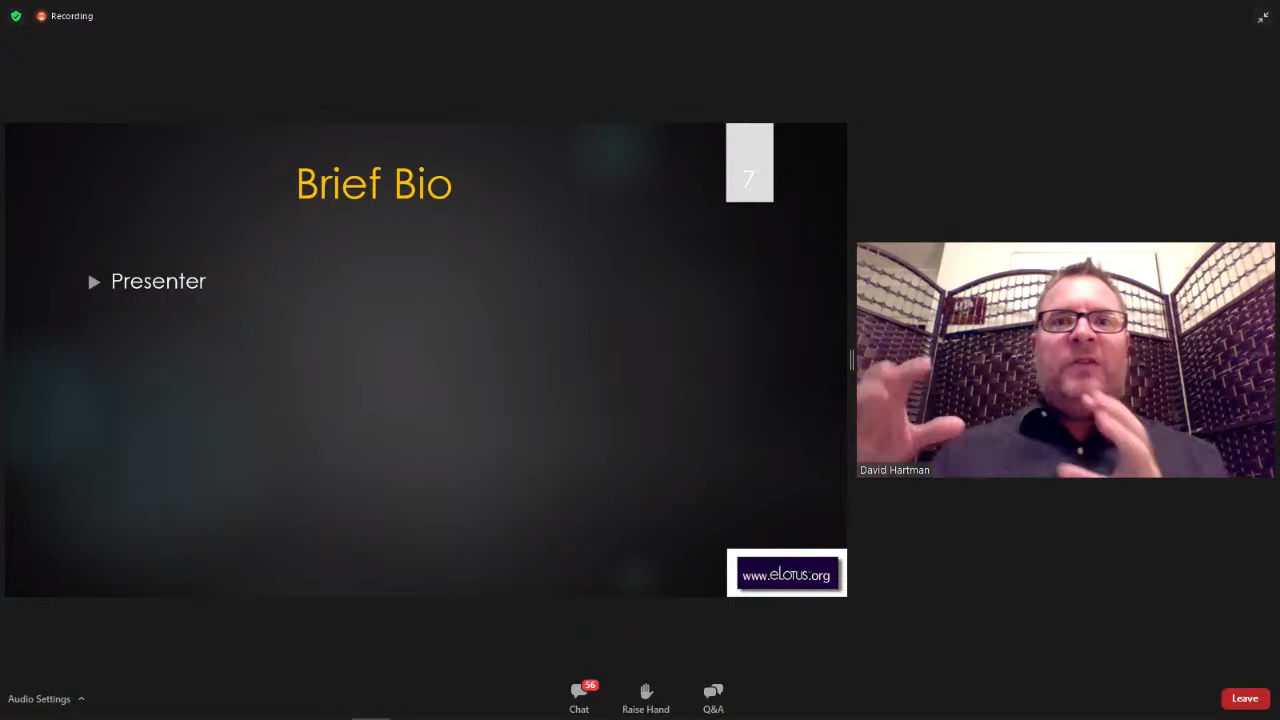 Recording
Brief Bio
7
Presenter
David Hartman
www.eLotus.org
Audio Settings
56
Chat
Raise Hand
Q&A
Leave